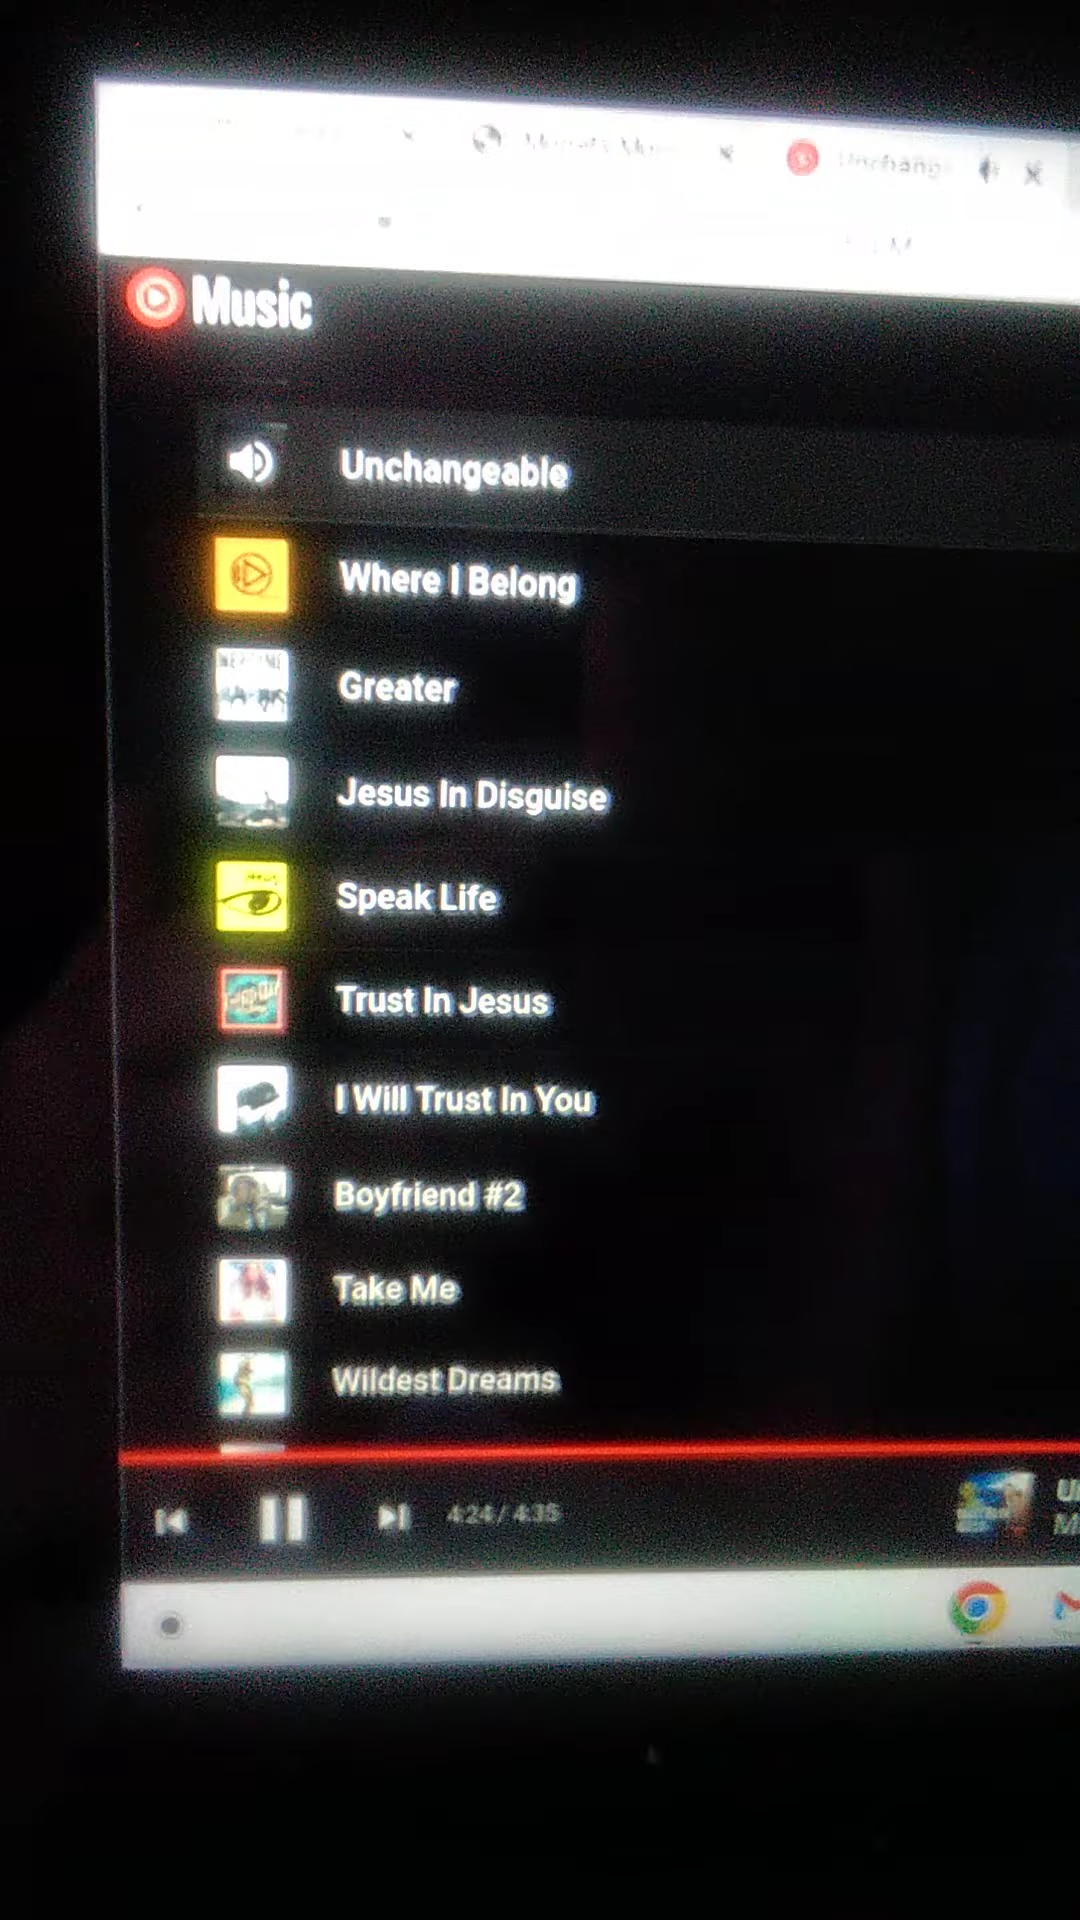 Unchang
Music
Unchangeable
Where I Belong
Greater
Jesus In Disguise
Speak Life
Trust In Jesus
I Will Trust In You
Boyfriend #2
Take Me
Wildest Dreams
4:24 / 4:35